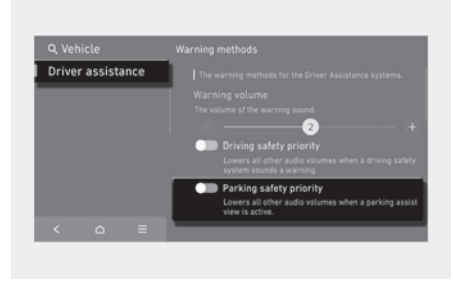 Vehicle
Warning methods
Driver assistance
The warning methods for the Driver Assistance systems.
Warning volume
The volume of the warning sound.
2
Driving safety priority
Lowers all other audio volumes when a driving safety
system sounds a warning.
Parking safety priority
Lowers all other audio volumes when a parking assist
view is active.